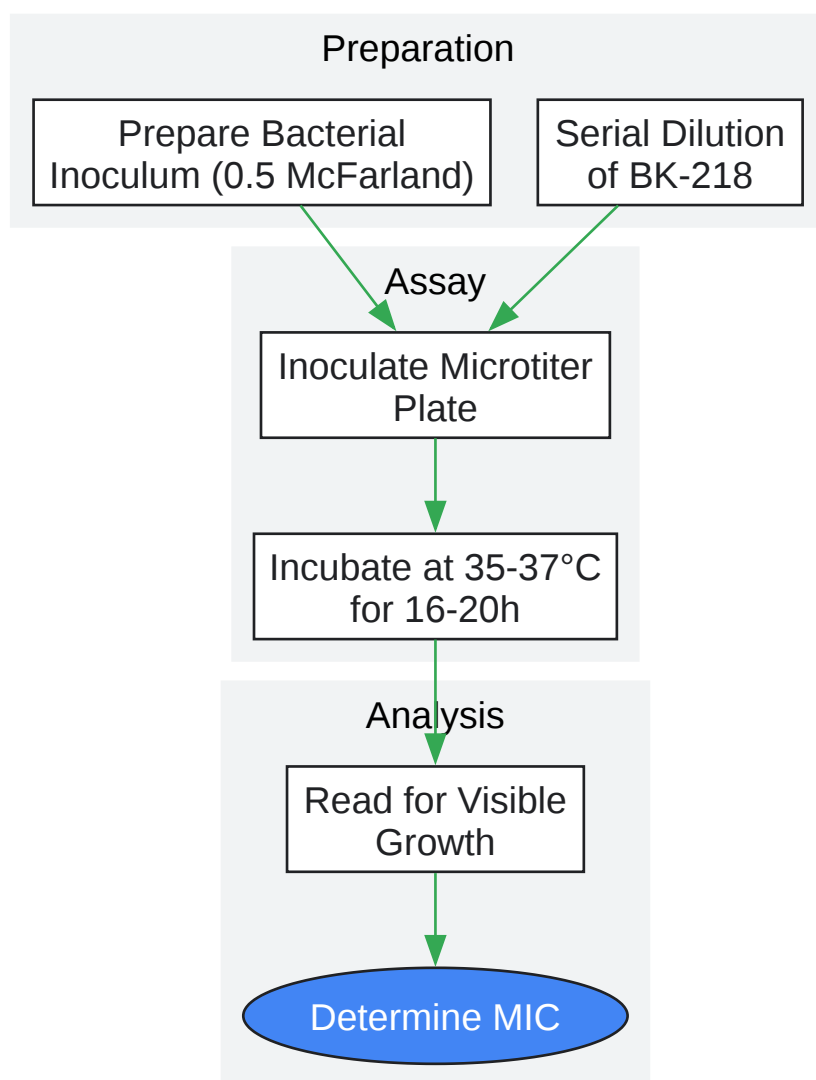 Preparation
Prepare Bacterial
Inoculum (0.5 McFarland)
Serial Dilution
of BK-218
Assay
Inoculate Microtiter
Plate
Incubate at 35-37°C
for 16-20h
Analysis
Read for Visible
Growth
Determine MIC